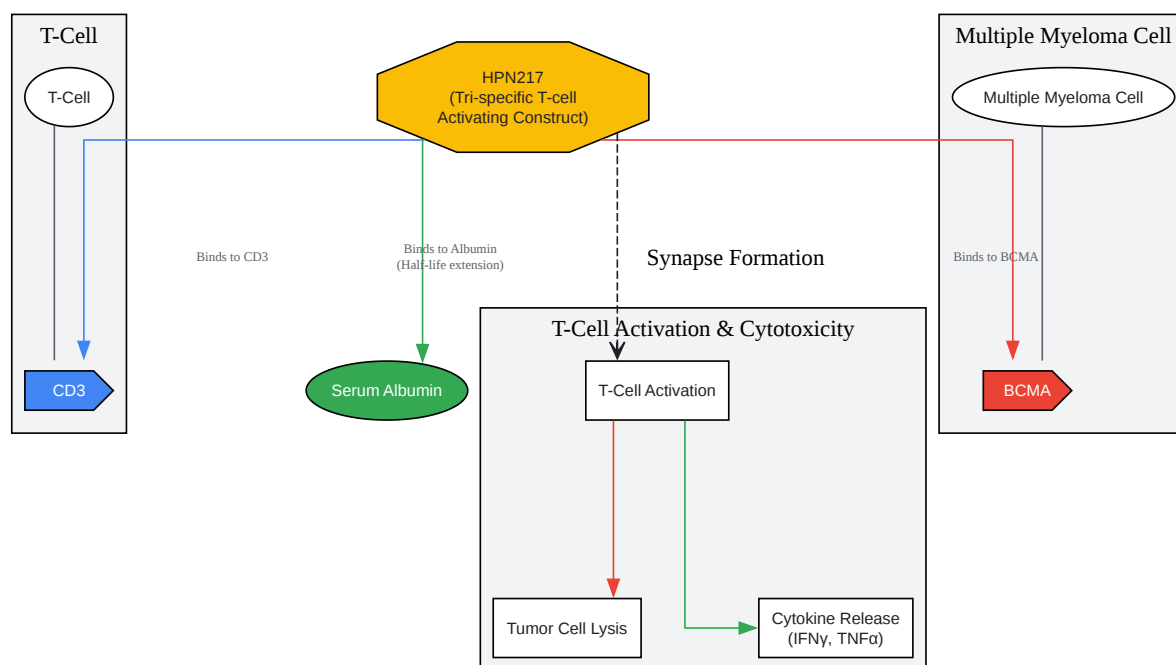 T-Cell
Multiple Myeloma Cell
T-Cell
HPN217
(Tri-specific T-cell
Activating Construct)
Multiple Myeloma Cell
Binds to CD3
Binds to Albumin
(Half-life extension)
Synapse Formation
Binds to BCMA
T-Cell Activation & Cytotoxicity
CD3
Serum Albumin
T-Cell Activation
BCMA
Tumor Cell Lysis
Cytokine Release
(IFNγ, TNFα)